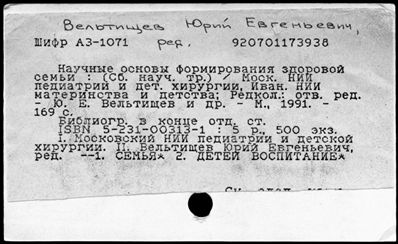 Вельтищев Юрий Евгеньевич,
Шифр А3-1071 ред. 920701173938
Научные основы формирования здоровой
семьи : (Сб. науч. тр.) / Моск. НИИ
педиатрии и дет. хирургии, Иван. НИИ
материнства и детства; Редкол.: отв. ред.
- Ю. Е. Вельтищев и др. - М., 1991. -
169 с.
Библиогр. в конце отд. ст.
ISBN 5-231-00313-1 : 5 р., 500 экз.
I. Московский НИИ педиатрии и детской
хирургии. II. Вельтищев Юрий Евгеньевич,
ред. --1. СЕМЬЯ* 2. ДЕТЕЙ ВОСПИТАНИЕ*